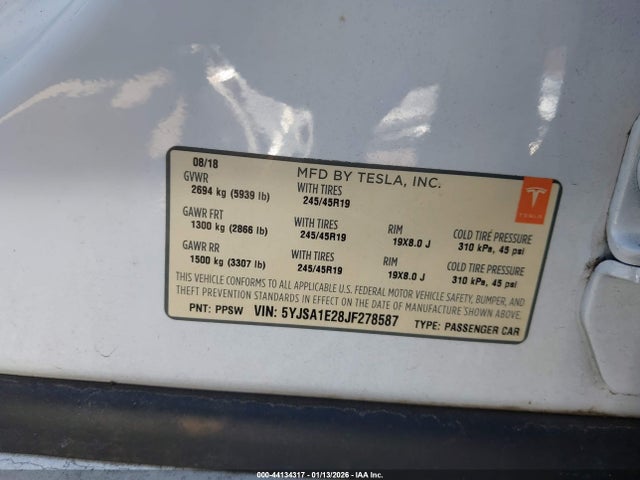 08/18 MFD BY TESLA, INC.
GVWR
2694 kg (5939 lb) WITH TIRES 245/45R19
TESLA
GAWR FRT
1300 kg (2866 lb) WITH TIRES 245/45R19 RIM 19X8.0 J COLD TIRE PRESSURE 310 kPa, 45 psi
GAWR RR
1500 kg (3307 lb) WITH TIRES 245/45R19 RIM 19X8.0 J COLD TIRE PRESSURE 310 kPa, 45 psi
THIS VEHICLE CONFORMS TO ALL APPLICABLE U.S. FEDERAL MOTOR VEHICLE SAFETY, BUMPER, AND
THEFT PREVENTION STANDARDS IN EFFECT ON THE DATE OF MANUFACTURE SHOWN ABOVE.
PNT: PPSW VIN: 5YJSA1E28JF278587 TYPE: PASSENGER CAR
000-44134317 - 01/13/2026 - IAA Inc.